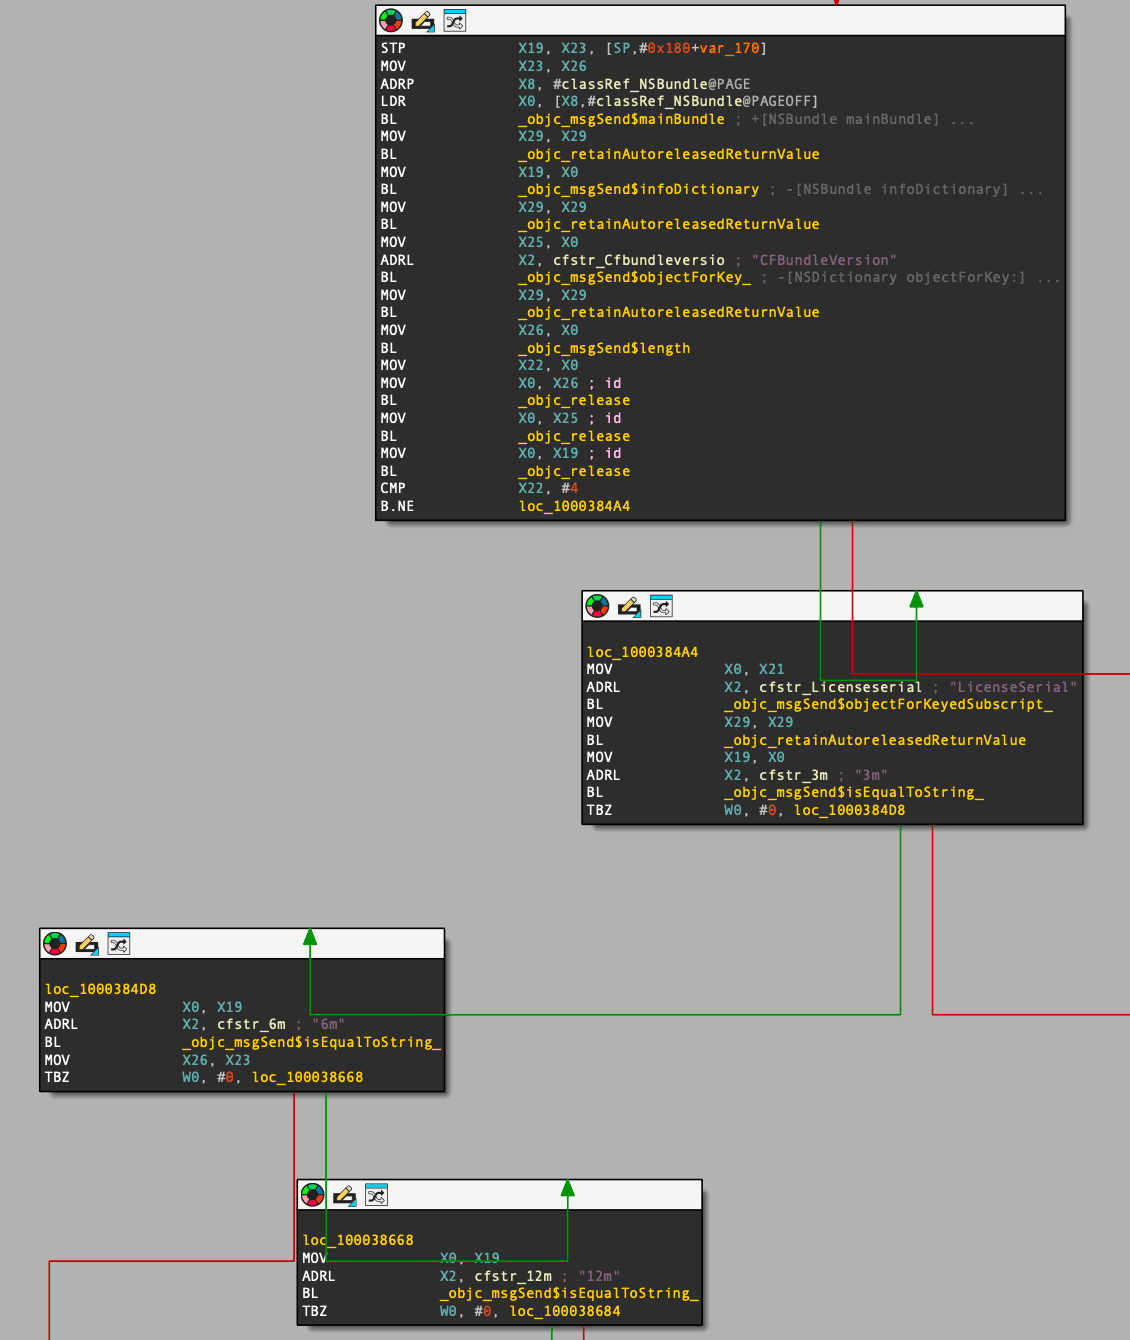 STP X19, X23, [SP,#0x180+var_170]
MOV X23, X26
ADRP X8, #classRef_NSBundle@PAGE
LDR X0, [X8,#classRef_NSBundle@PAGEOFF]
BL _objc_msgSend$mainBundle ; +[NSBundle mainBundle] ...
MOV X29, X29
BL _objc_retainAutoreleasedReturnValue
MOV X19, X0
BL _objc_msgSend$infoDictionary ; -[NSBundle infoDictionary] ...
MOV X29, X29
BL _objc_retainAutoreleasedReturnValue
MOV X25, X0
ADRL X2, cfstr_Cfbundleversio ; "CFBundleVersion"
BL _objc_msgSend$objectForKey_ ; -[NSDictionary objectForKey:] ...
MOV X29, X29
BL _objc_retainAutoreleasedReturnValue
MOV X26, X0
BL _objc_msgSend$length
MOV X22, X0
MOV X0, X26 ; id
BL _objc_release
MOV X0, X25 ; id
BL _objc_release
MOV X0, X19 ; id
BL _objc_release
CMP X22, #4
B.NE loc_1000384A4
loc_1000384A4
MOV X0, X21
ADRL X2, cfstr_Licenseserial ; "LicenseSerial"
BL _objc_msgSend$objectForKeyedSubscript_
MOV X29, X29
BL _objc_retainAutoreleasedReturnValue
MOV X19, X0
ADRL X2, cfstr_3m ; "3m"
BL _objc_msgSend$isEqualToString_
TBZ W0, #0, loc_1000384D8
loc_1000384D8
MOV X0, X19
ADRL X2, cfstr_6m ; "6m"
BL _objc_msgSend$isEqualToString_
MOV X26, X23
TBZ W0, #0, loc_100038668
loc_100038668
MOV X0, X19
ADRL X2, cfstr_12m ; "12m"
BL _objc_msgSend$isEqualToString_
TBZ W0, #0, loc_100038684